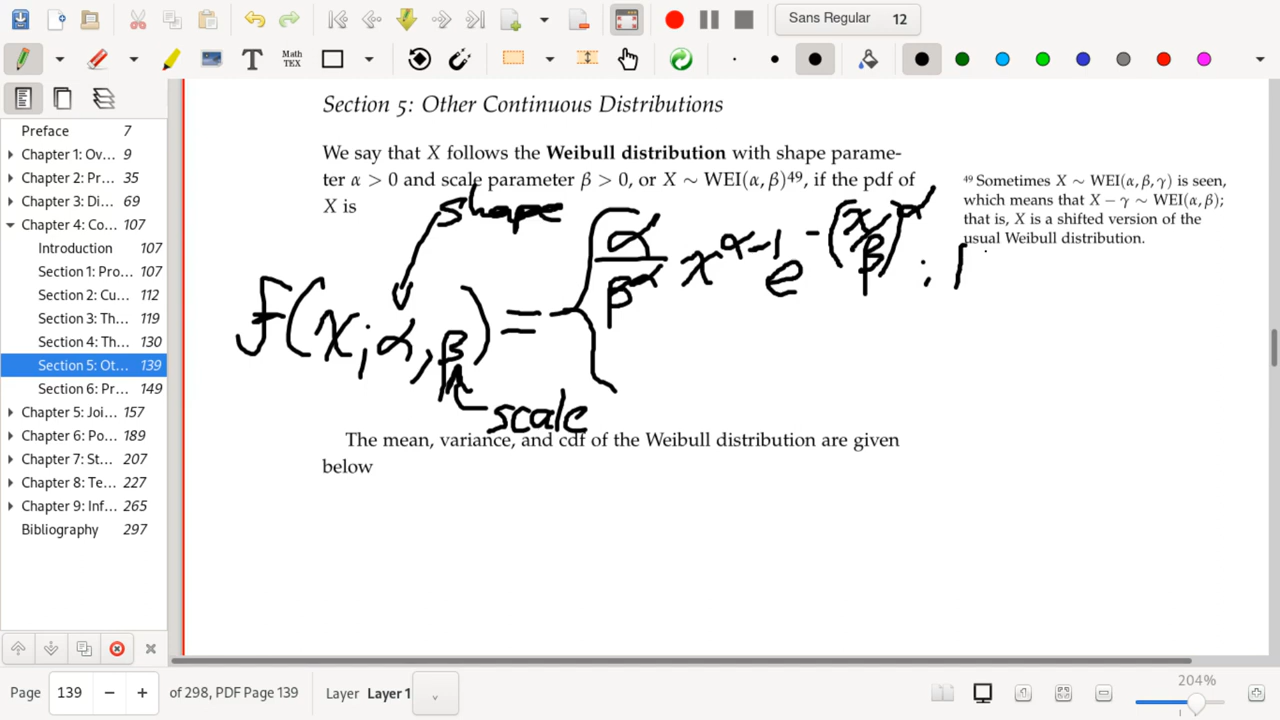 Sans Regular 12
T Math TEX
Preface 7
Chapter 1: Ov... 9
Chapter 2: Pr... 35
Chapter 3: Di... 69
Chapter 4: Co... 107
Introduction 107
Section 1: Pro... 107
Section 2: Cu... 112
Section 3: Th... 119
Section 4: Th... 130
Section 5: Ot... 139
Section 6: Pr... 149
Chapter 5: Joi... 157
Chapter 6: Po... 189
Chapter 7: St... 207
Chapter 8: Te... 227
Chapter 9: Inf... 265
Bibliography 297
Section 5: Other Continuous Distributions
We say that X follows the Weibull distribution with shape parame-
ter α > 0 and scale parameter β > 0, or X ∼ WEI(α, β)⁴⁹, if the pdf of
X is
shape
f(x; α, β) = { α/β^α x^(α-1) e^(-(x/β)^α) ; 
scale
The mean, variance, and cdf of the Weibull distribution are given
below
⁴⁹ Sometimes X ∼ WEI(α, β, γ) is seen,
which means that X − γ ∼ WEI(α, β);
that is, X is a shifted version of the
usual Weibull distribution.
Page 139 − + of 298, PDF Page 139 Layer Layer 1 204%